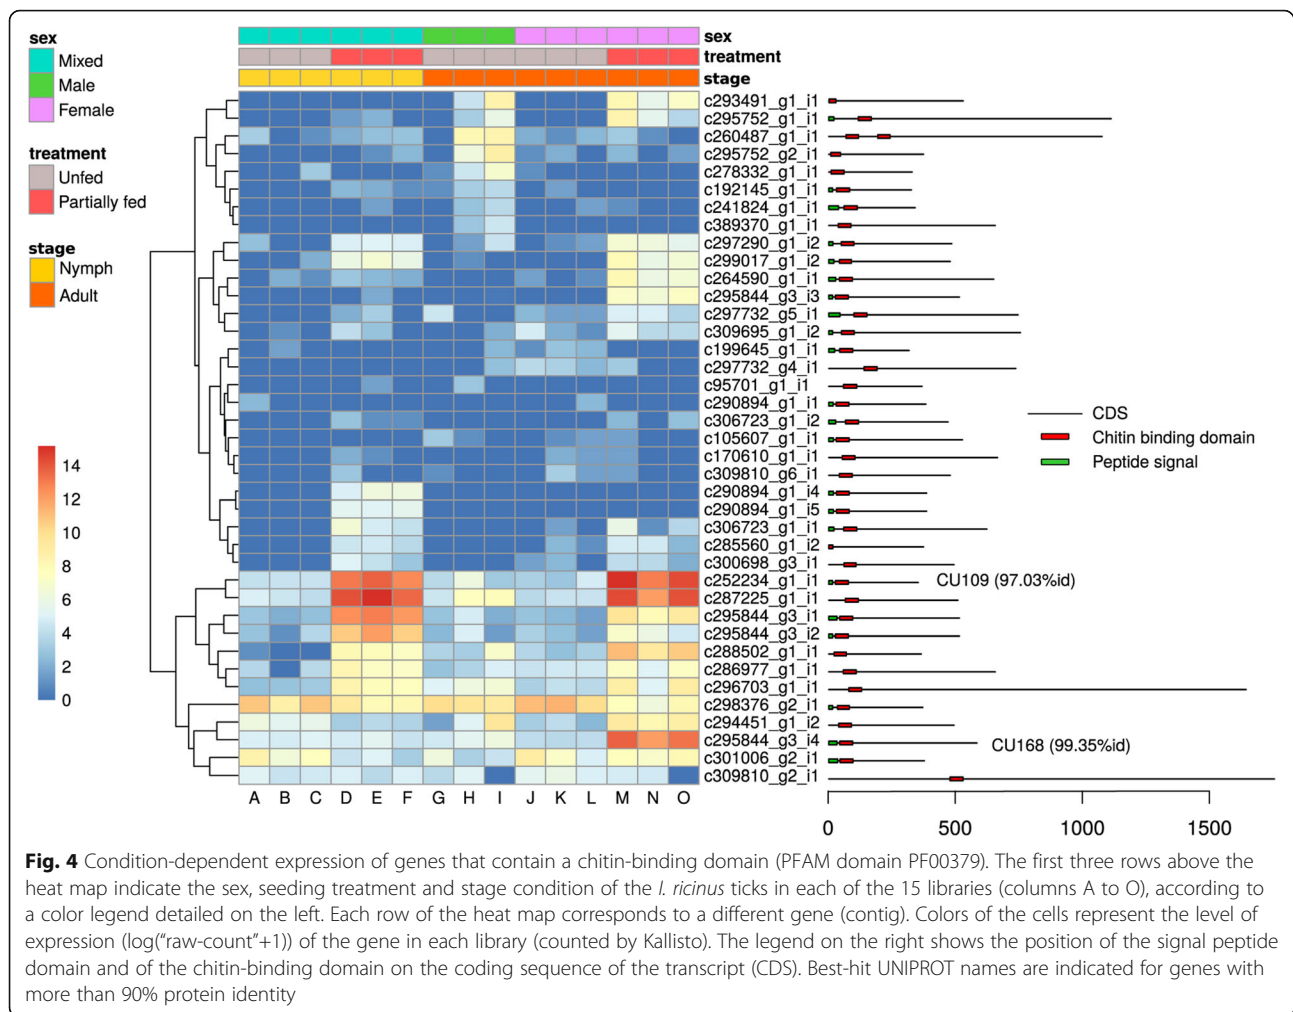 sex
Mixed
Male
Female
treatment
Unfed
Partially fed
stage
Nymph
Adult
14
12
10
8
6
4
2
0
sex
treatment
stage
c293491_g1_i1
c295752_g1_i1
c260487_g1_i1
c295752_g2_i1
c278332_g1_i1
c192145_g1_i1
c241824_g1_i1
c389370_g1_i1
c297290_g1_i2
c299017_g1_i2
c264590_g1_i1
c295844_g3_i3
c297732_g5_i1
c309695_g1_i2
c199645_g1_i1
c297732_g4_i1
c95701_g1_i1
c290894_g1_i1
c306723_g1_i2
c105607_g1_i1
c170610_g1_i1
c309810_g6_i1
c290894_g1_i4
c290894_g1_i5
c306723_g1_i1
c285560_g1_i2
c300698_g3_i1
c252234_g1_i1
c287225_g1_i1
c295844_g3_i1
c295844_g3_i2
c288502_g1_i1
c286977_g1_i1
c296703_g1_i1
c298376_g2_i1
c294451_g1_i2
c295844_g3_i4
c301006_g2_i1
c309810_g2_i1
A B C D E F G H I J K L M N O
CDS
Chitin binding domain
Peptide signal
CU109 (97.03%id)
CU168 (99.35%id)
0 500 1000 1500
Fig. 4 Condition-dependent expression of genes that contain a chitin-binding domain (PFAM domain PF00379). The first three rows above the
heat map indicate the sex, seeding treatment and stage condition of the I. ricinus ticks in each of the 15 libraries (columns A to O), according to
a color legend detailed on the left. Each row of the heat map corresponds to a different gene (contig). Colors of the cells represent the level of
expression (log(“raw-count”+1)) of the gene in each library (counted by Kallisto). The legend on the right shows the position of the signal peptide
domain and of the chitin-binding domain on the coding sequence of the transcript (CDS). Best-hit UNIPROT names are indicated for genes with
more than 90% protein identity